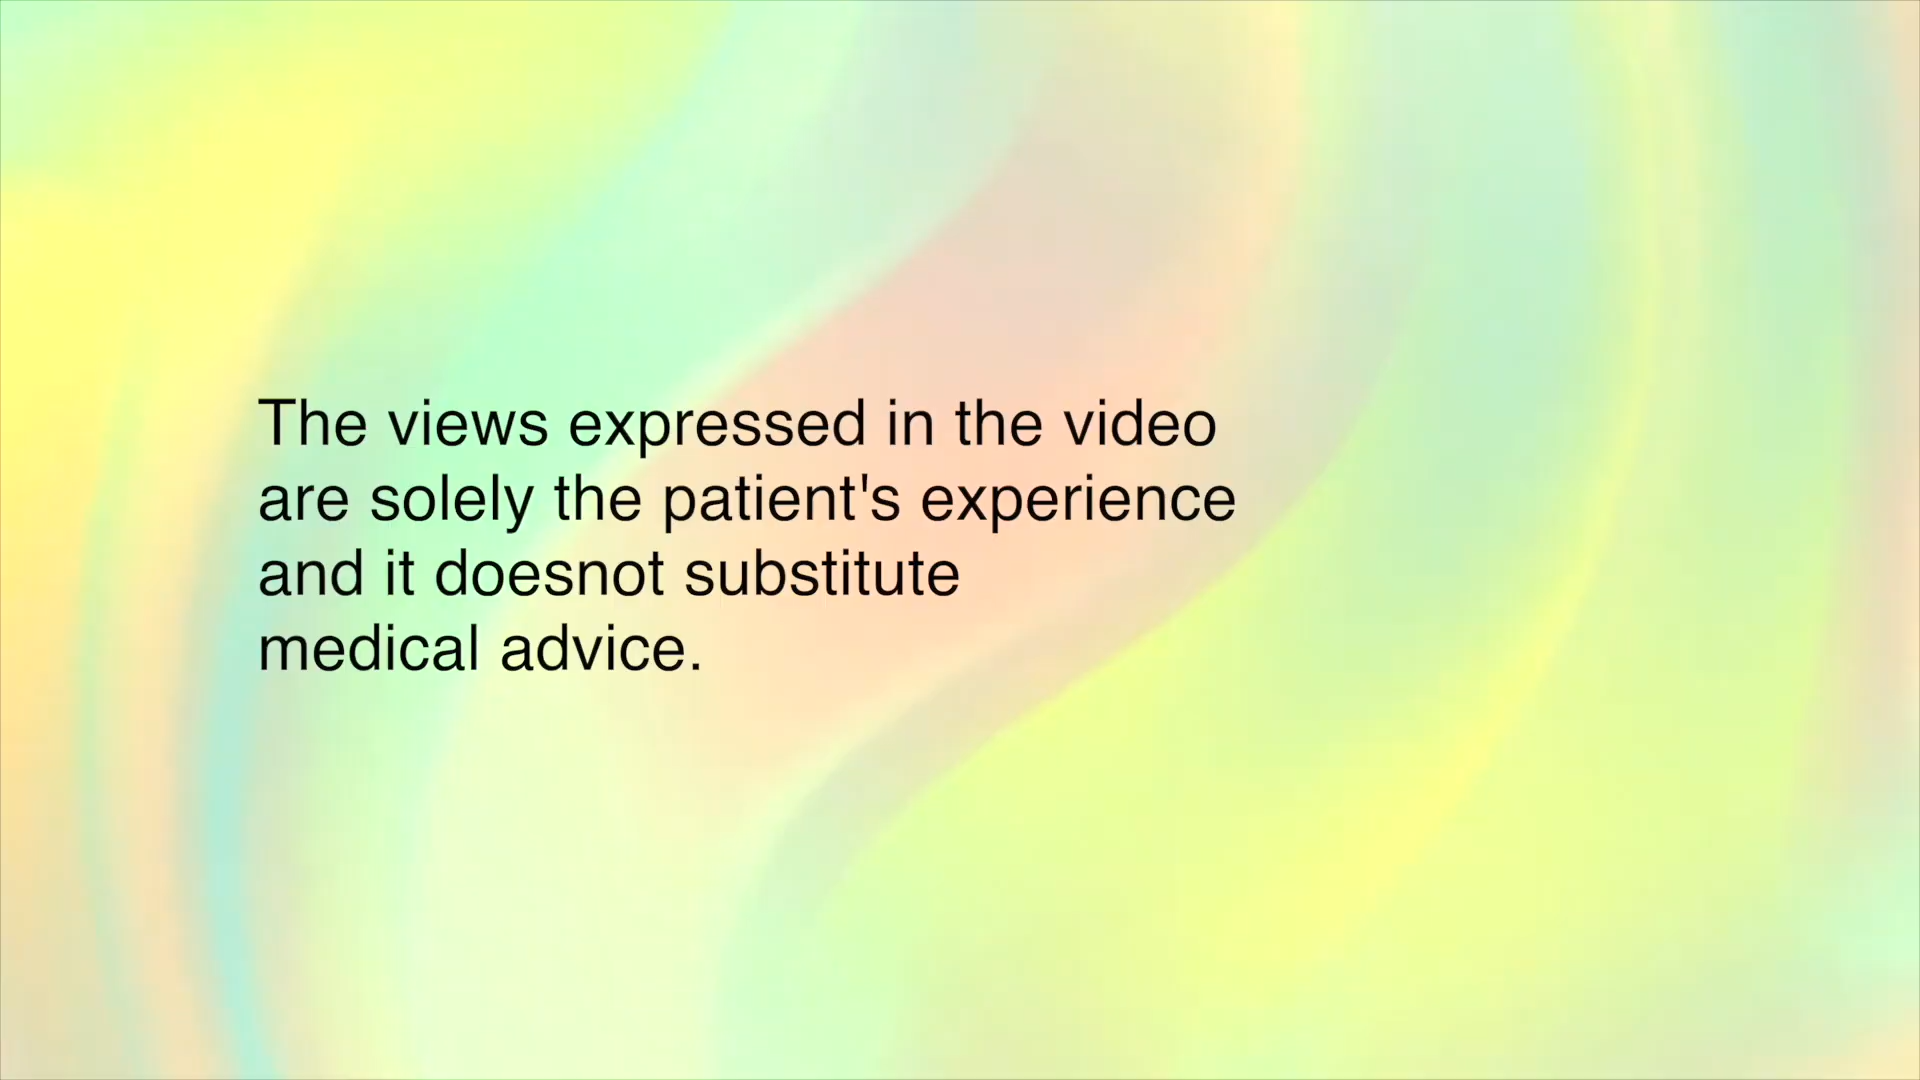 The views expressed in the video
are solely the patient's experience
and it doesnot substitute
medical advice.